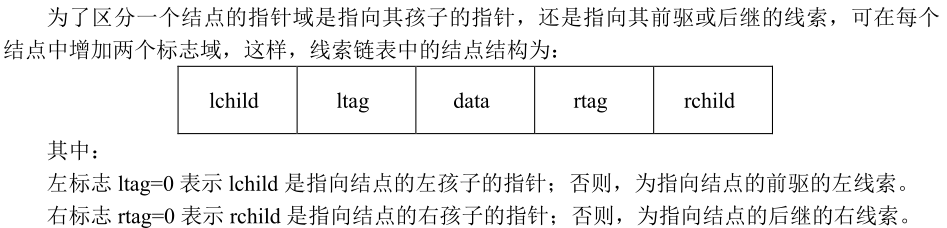 为了区分一个结点的指针域是指向其孩子的指针，还是指向其前驱或后继的线索，可在每个
结点中增加两个标志域，这样，线索链表中的结点结构为：
lchild ltag data rtag rchild
其中：
左标志 ltag=0 表示 lchild 是指向结点的左孩子的指针；否则，为指向结点的前驱的左线索。
右标志 rtag=0 表示 rchild 是指向结点的右孩子的指针；否则，为指向结点的后继的右线索。